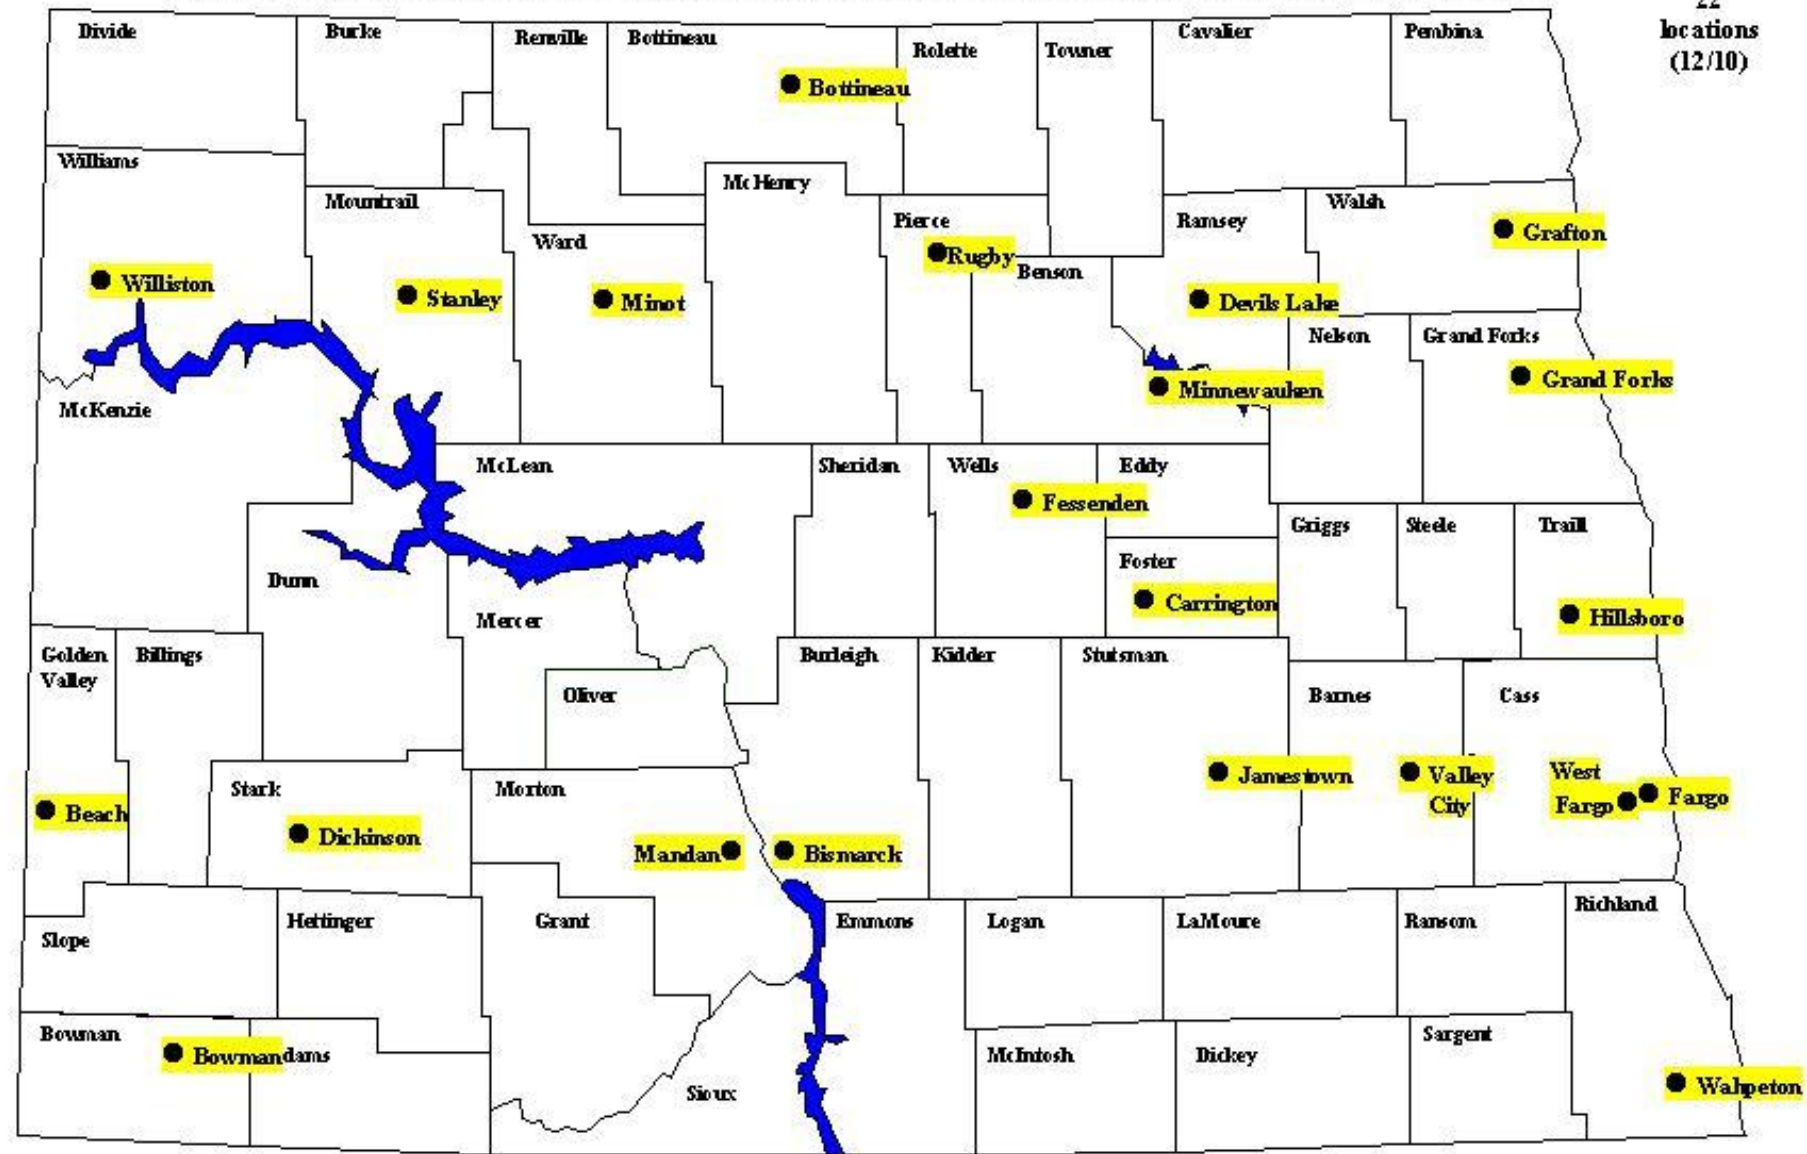 22
locations
(12/10)
Divide
Burke
Renville
Bottineau
Rolette
Towner
Cavalier
Pembina
Bottineau
Williams
Mountrail
McHenry
Pierce
Ramsey
Walsh
Ward
Grafton
Rugby
Benson
Williston
Stanley
Minot
Devils Lake
Nelson
Grand Forks
Grand Forks
Minnewauken
McKenzie
McLean
Sheridan
Wells
Eddy
Fessenden
Griggs
Steele
Traill
Dunn
Foster
Carrington
Mercer
Hillsboro
Golden
Valley
Billings
Oliver
Burleigh
Kidder
Stutsman
Barnes
Cass
Stark
Morton
Jamestown
Valley
City
West
Fargo
Fargo
Beach
Dickinson
Mandan
Bismarck
Slope
Hettinger
Grant
Emmons
Logan
LaMoure
Ransom
Richland
Bowman
Bowman
dams
McIntosh
Dickey
Sargent
Sioux
Wahpeton